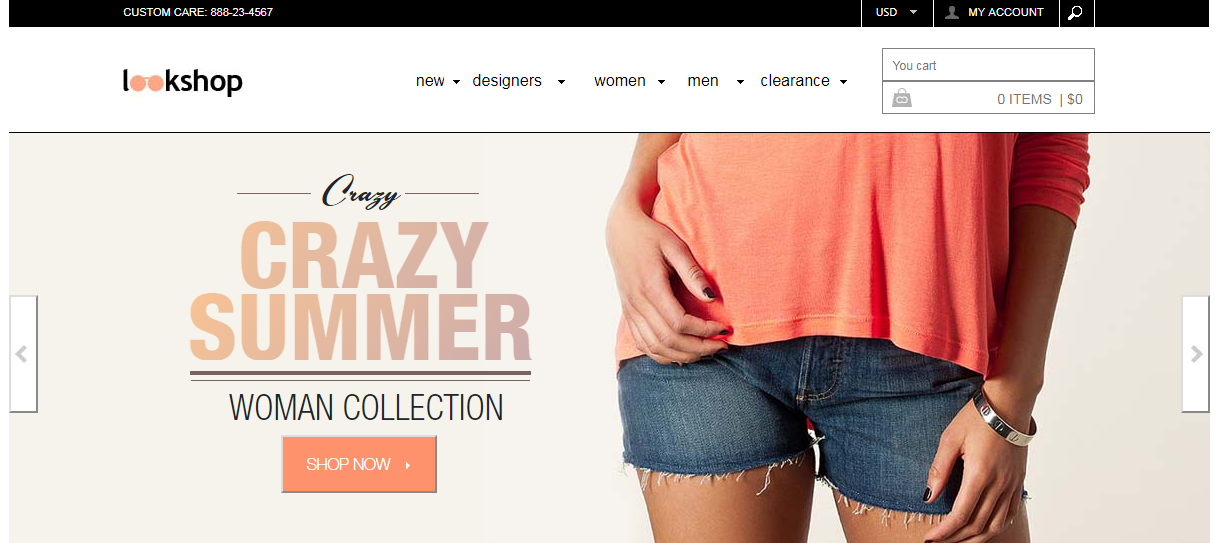 CUSTOM CARE: 888-23-4567
USD
MY ACCOUNT
lookshop
new
designers
women
men
clearance
You cart
0 ITEMS | $0
Crazy
CRAZY
SUMMER
WOMAN COLLECTION
SHOP NOW